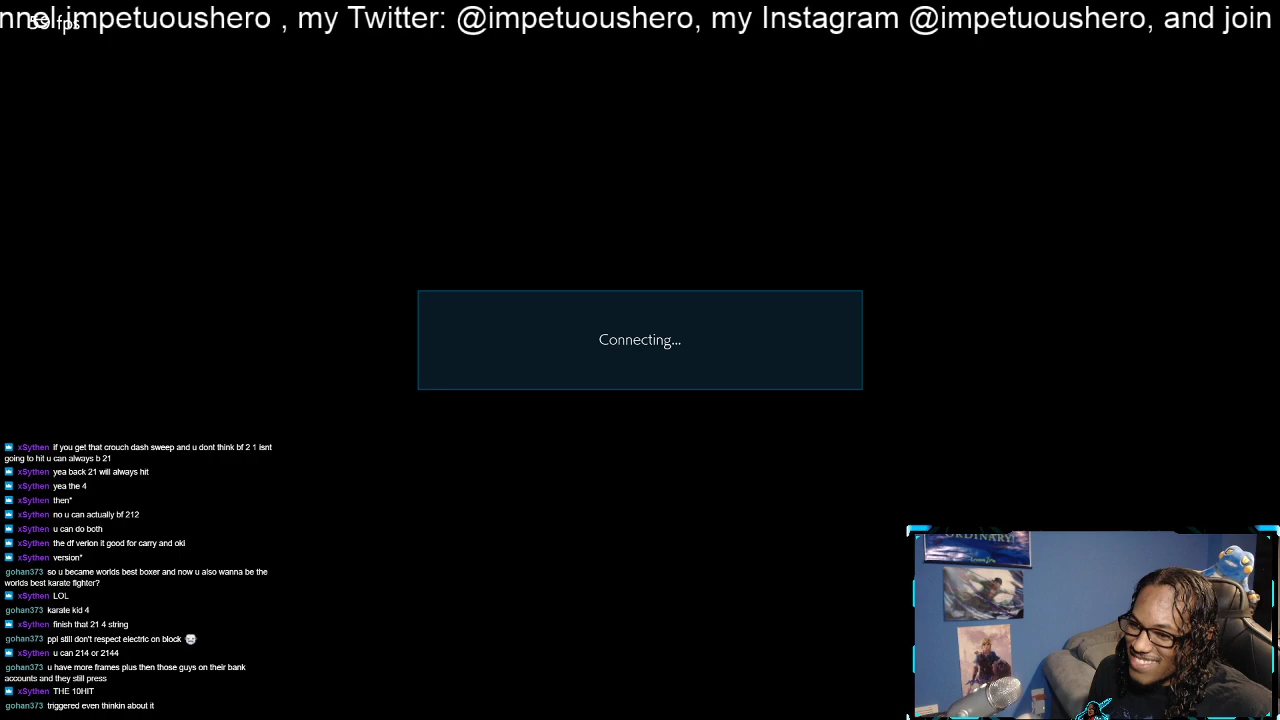 nnel impetuoushero , my Twitter: @impetuoushero, my Instagram @impetuoushero, and join
fps
Connecting...
xSythen If you get that crouch dash sweep and u dont think bf 2 1 isnt
going to hit u can always b 21
xSythen yea back 21 will always hit
xSythen yea the 4
xSythen then*
xSythen no u can actually bf 212
xSythen u can do both
xSythen the df verion it good for carry and oki
xSythen version*
gohan373 so u became worlds best boxer and now u also wanna be the
worlds best karate fighter?
xSythen LOL
gohan373 karate kid 4
xSythen finish that 21 4 string
gohan373 ppl still don't respect electric on block
xSythen u can 214 or 2144
gohan373 u have more frames plus then those guys on their bank
accounts and they still press
xSythen THE 10HIT
gohan373 triggered even thinkin about it
ORDINARY!